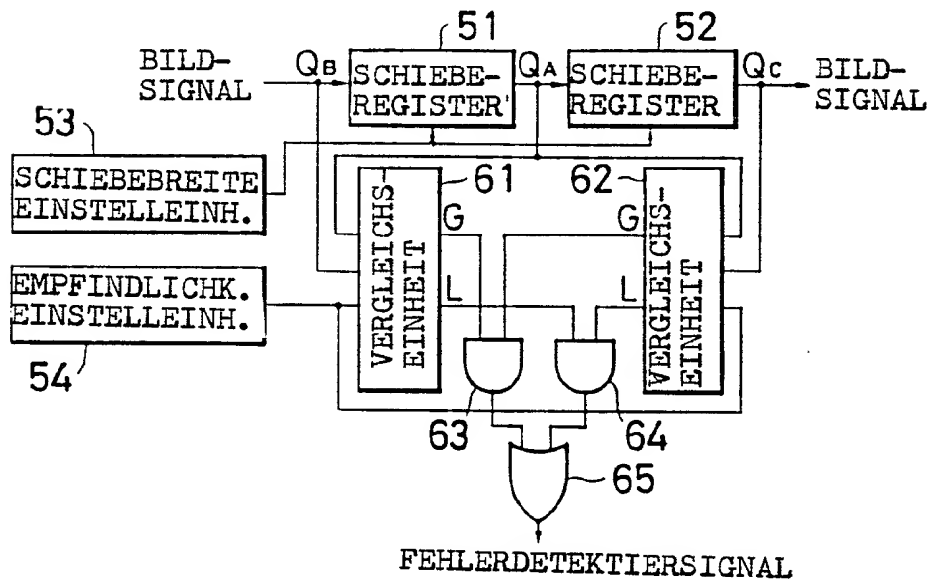 51
52
BILD-
SIGNAL
QB
SCHIEBE-
REGISTER
QA
SCHIEBE-
REGISTER
QC
BILD-
SIGNAL
53
SCHIEBEBREITE
EINSTELLEINH.
61
62
VERGLEICHS-
EINHEIT
G
G
VERGLEICHS-
EINHEIT
L
L
EMPFINDLICHK.
EINSTELLEINH.
54
63
64
65
FEHLERDETEKTIERSIGNAL